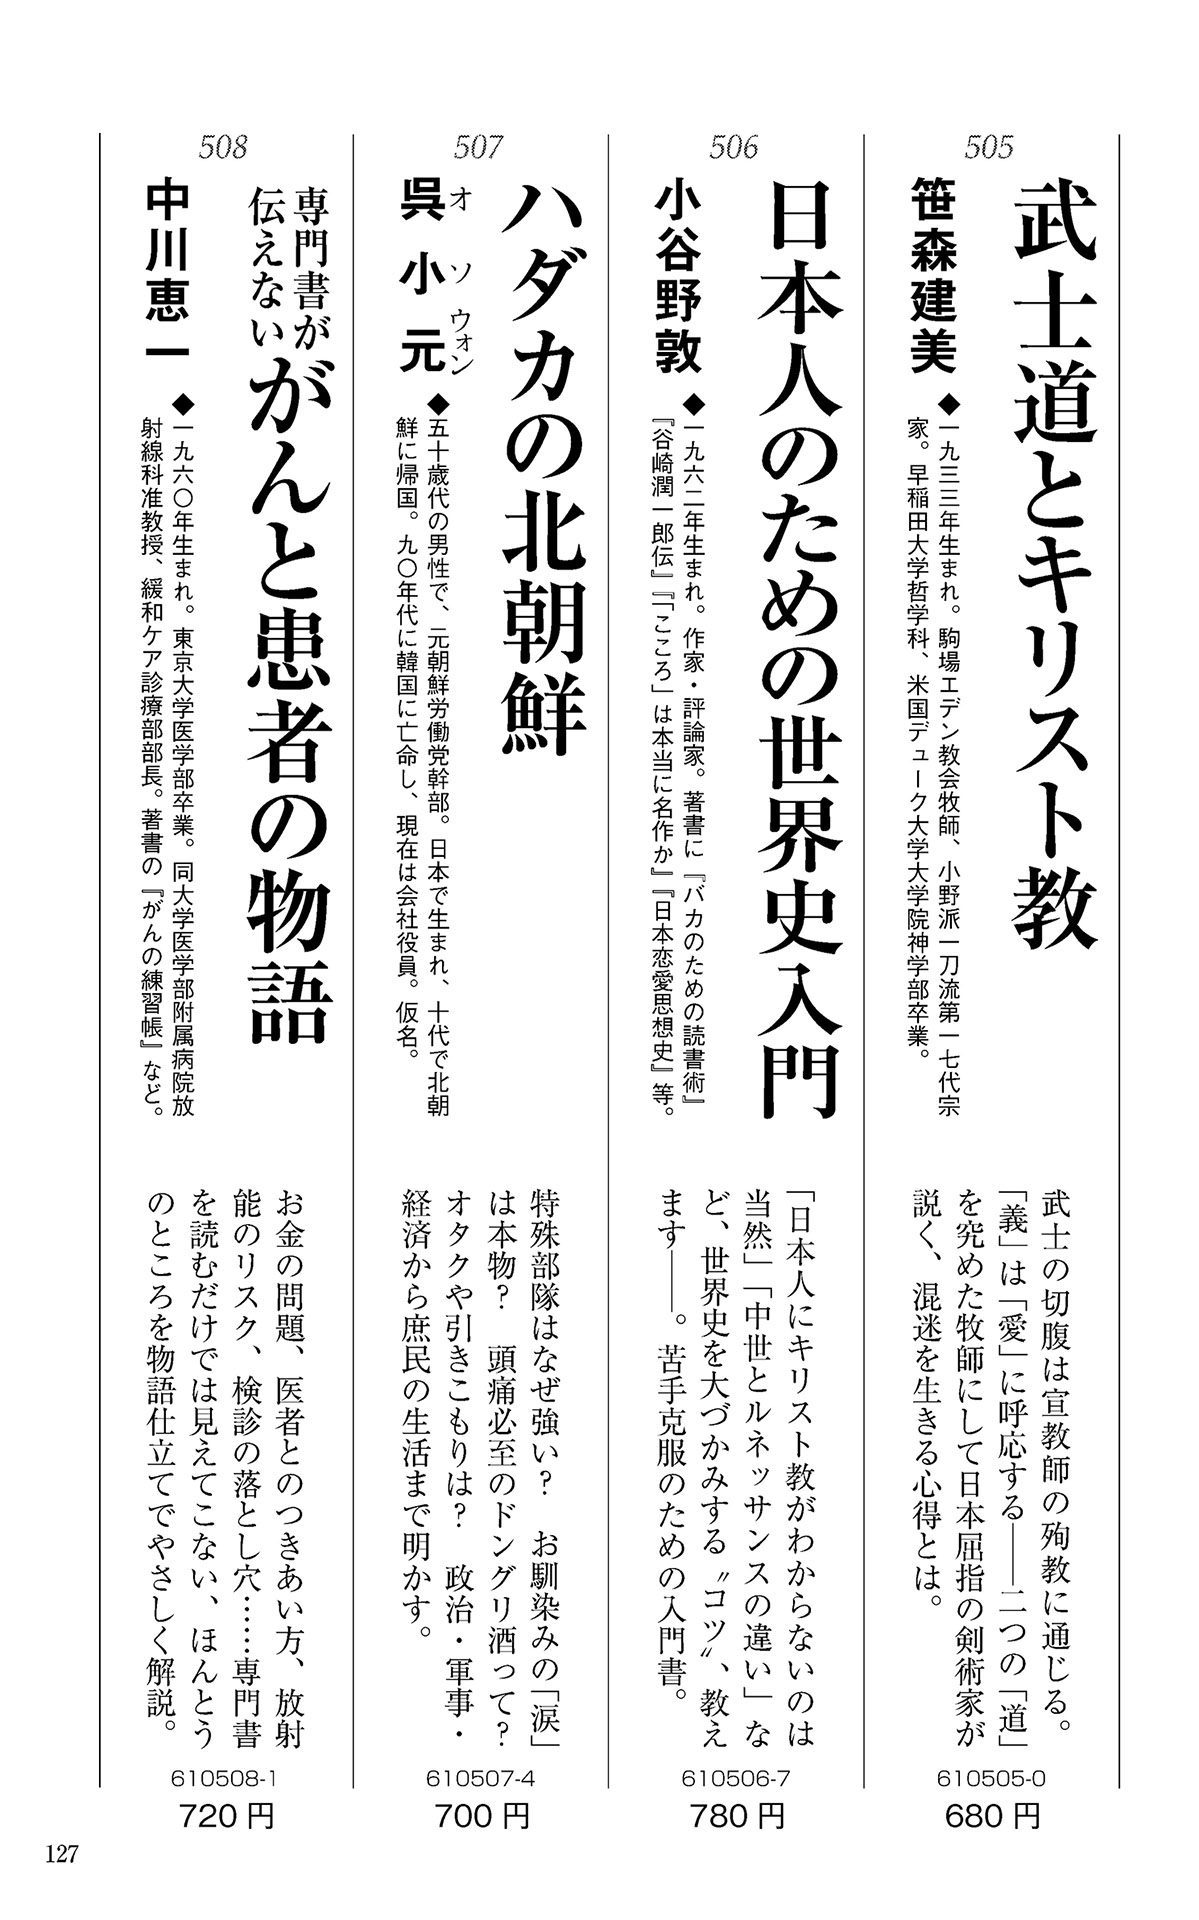 505
武士道とキリスト教
笹森建美
◆一九三三年生まれ。駒場エデン教会牧師、小野派一刀流第一七代宗
家。早稲田大学哲学科、米国デューク大学大学院神学部卒業。
武士の切腹は宣教師の殉教に通じる。
「義」は「愛」に呼応する――二つの「道」
を究めた牧師にして日本屈指の剣術家が
説く、混迷を生きる心得とは。
610505-0
680円
506
日本人のための世界史入門
小谷野敦
◆一九六二年生まれ。作家・評論家。著書に『バカのための読書術』
『谷崎潤一郎伝』『「こころ」は本当に名作か』『日本恋愛思想史』等。
「日本人にキリスト教がわからないのは
当然」「中世とルネッサンスの違い」な
ど、世界史を大づかみする〝コツ〟、教え
ます――。苦手克服のための入門書。
610506-7
780円
507
ハダカの北朝鮮
呉小元
オ ソ ウォン
◆五十歳代の男性で、元朝鮮労働党幹部。日本で生まれ、十代で北朝
鮮に帰国。九〇年代に韓国に亡命し、現在は会社役員。仮名。
特殊部隊はなぜ強い？　お馴染みの「涙」
は本物？　頭痛必至のドングリ酒って？
オタクや引きこもりは？　政治・軍事・
経済から庶民の生活まで明かす。
610507-4
700円
508
専門書が
伝えない
がんと患者の物語
中川恵一
◆一九六〇年生まれ。東京大学医学部卒業。同大学医学部附属病院放
射線科准教授、緩和ケア診療部部長。著書の『がんの練習帳』など。
お金の問題、医者とのつきあい方、放射
能のリスク、検診の落とし穴……専門書
を読むだけでは見えてこない、ほんとう
のところを物語仕立てでやさしく解説。
610508-1
720円
127